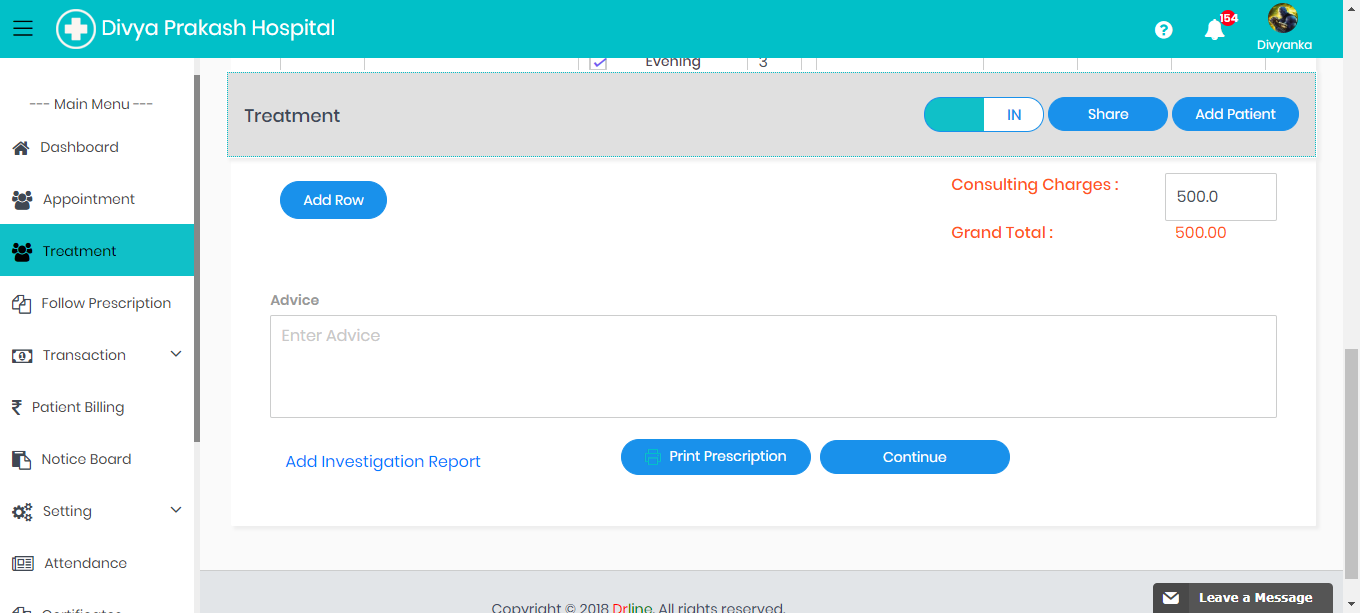 Divya Prakash Hospital
154
Divyanka
--- Main Menu ---
Dashboard
Appointment
Treatment
Follow Prescription
Transaction
Patient Billing
Notice Board
Setting
Attendance
Certificates
Evening 3
Treatment
IN
Share
Add Patient
Add Row
Consulting Charges :
500.0
Grand Total :
500.00
Advice
Enter Advice
Add Investigation Report
Print Prescription
Continue
Copyright © 2018 Drline. All rights reserved.
Leave a Message